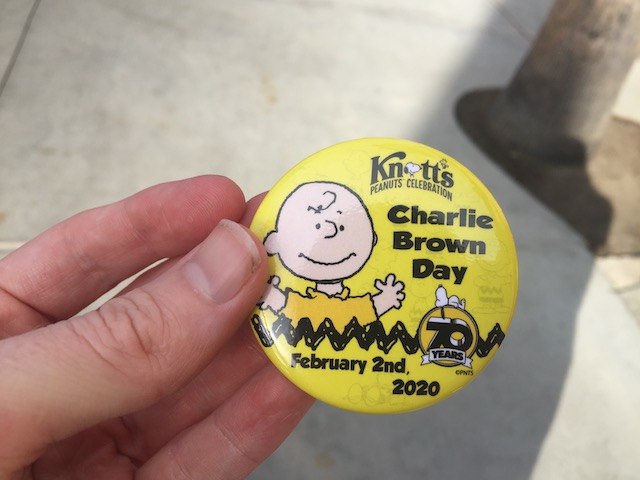 Knott's
PEANUTS CELEBRATION
Charlie
Brown
Day
70
YEARS
©PNTS
February 2nd,
2020